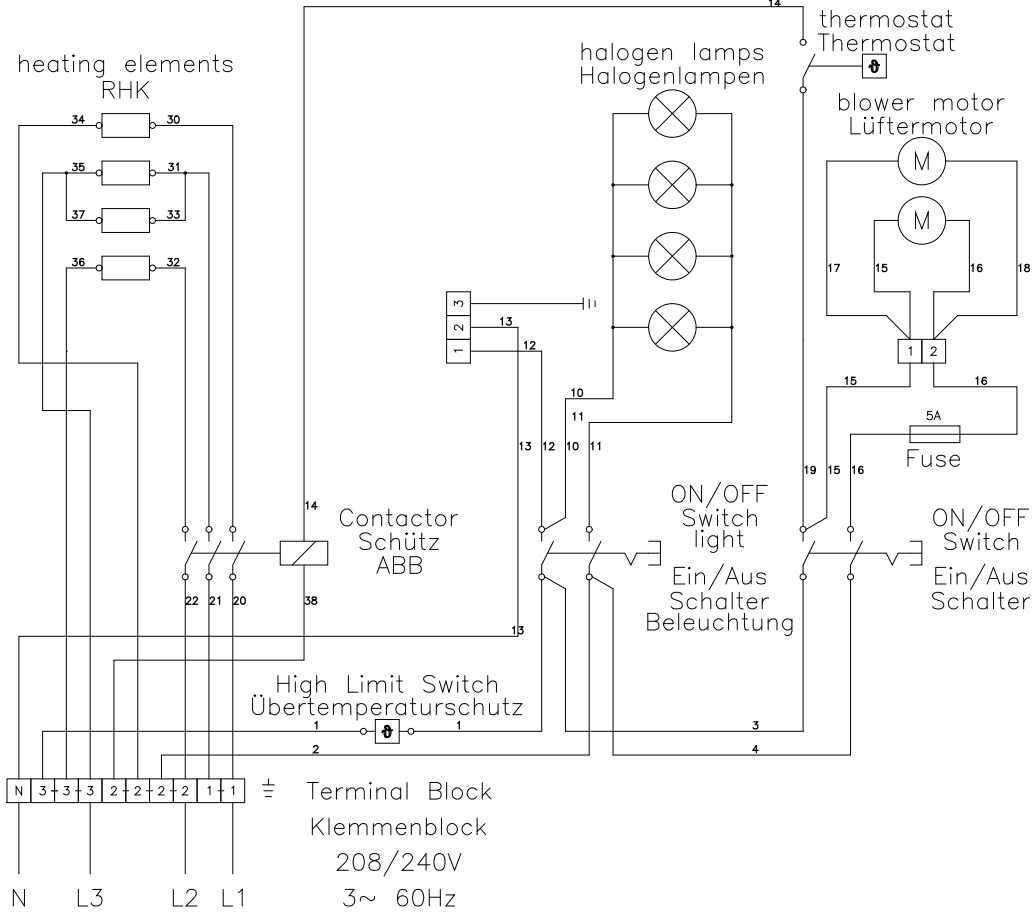 14
thermostat
Thermostat
ϑ
halogen lamps
Halogenlampen
heating elements
RHK
blower motor
Lüftermotor
34 30
35 31
37 33
36 32
M
M
17 15 16 18
3
2 13
1 12
1 2
15 16
10
11
5A
Fuse
13 12 10 11
19 15 16
14
Contactor
Schütz
ABB
ON/OFF
Switch
light
Ein/Aus
Schalter
Beleuchtung
ON/OFF
Switch
Ein/Aus
Schalter
22 21 20 38
13
High Limit Switch
Übertemperaturschutz
1 ϑ 1
3
2
4
N 3 3 3 2 2 2 2 1 1
Terminal Block
Klemmenblock
208/240V
3~ 60Hz
N L3 L2 L1